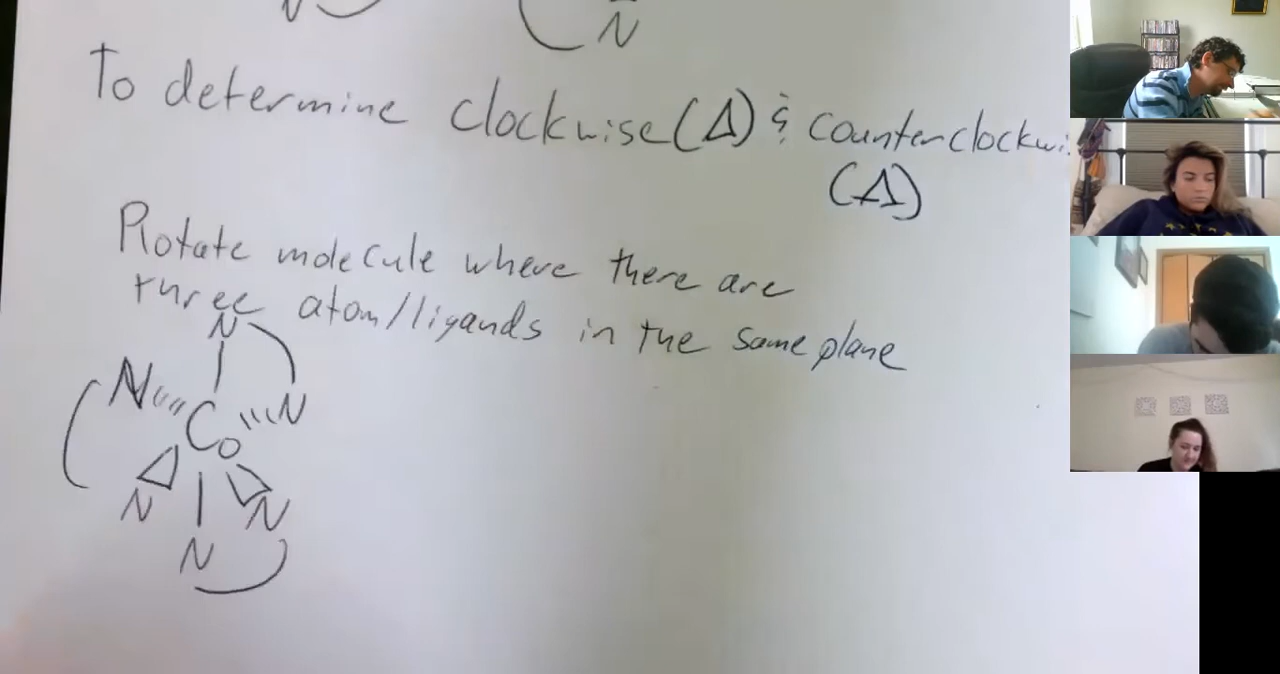 N
N
To determine clockwise (Δ) & counterclockwi
(Δ)
Rotate molecule where there are
three atom/ligands in the same plane
N
N
N
Co
N
N
N